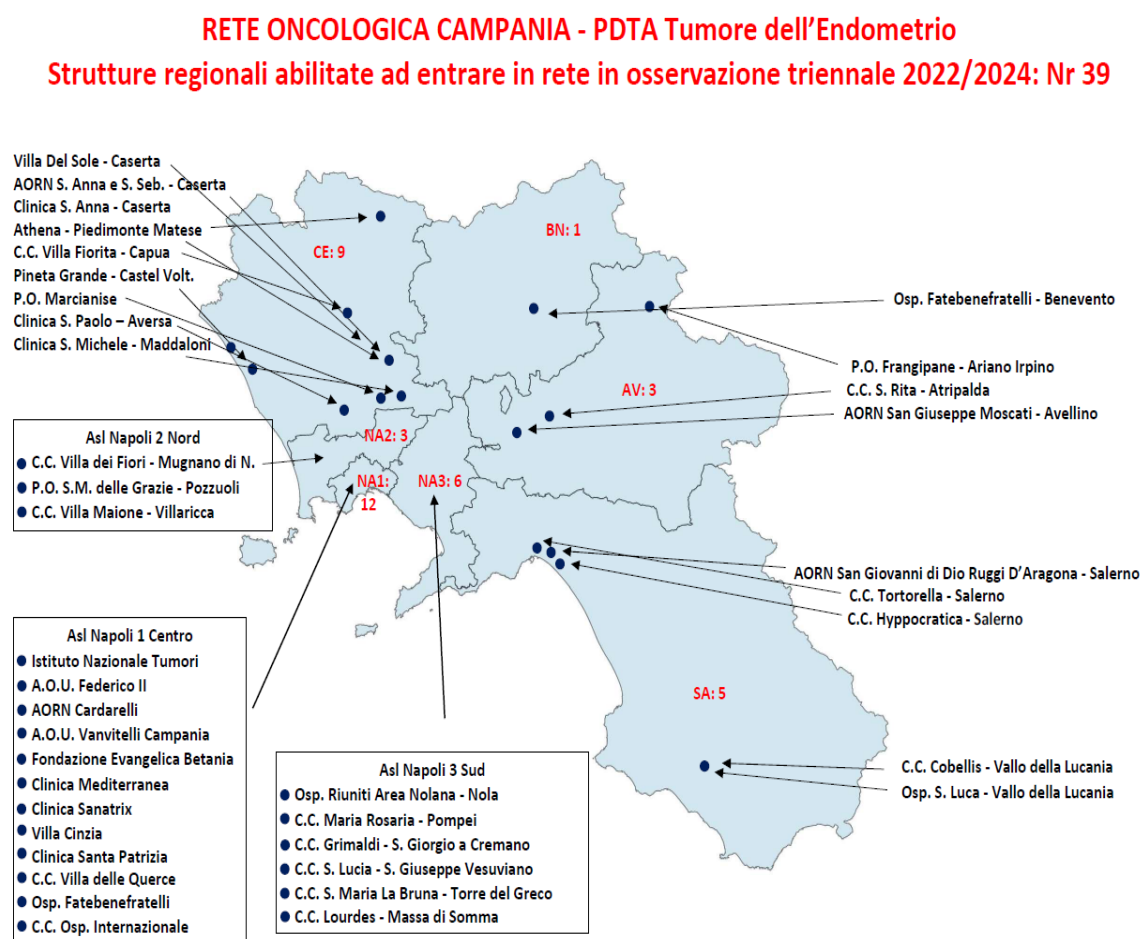 RETE ONCOLOGICA CAMPANIA - PDTA Tumore dell'Endometrio
Strutture regionali abilitate ad entrare in rete in osservazione triennale 2022/2024: Nr 39
Villa Del Sole - Caserta
AORN S. Anna e S. Seb. - Caserta
Clinica S. Anna - Caserta
Athena - Piedimonte Matese
C.C. Villa Fiorita - Capua
Pineta Grande - Castel Volt.
P.O. Marcianise
Clinica S. Paolo – Aversa
Clinica S. Michele - Maddaloni
CE: 9
BN: 1
AV: 3
NA2: 3
NA1:
12
NA3: 6
SA: 5
Osp. Fatebenefratelli - Benevento
P.O. Frangipane - Ariano Irpino
C.C. S. Rita - Atripalda
AORN San Giuseppe Moscati - Avellino
Asl Napoli 2 Nord
C.C. Villa dei Fiori - Mugnano di N.
P.O. S.M. delle Grazie - Pozzuoli
C.C. Villa Maione - Villaricca
AORN San Giovanni di Dio Ruggi D'Aragona - Salerno
C.C. Tortorella - Salerno
C.C. Hyppocratica - Salerno
C.C. Cobellis - Vallo della Lucania
Osp. S. Luca - Vallo della Lucania
Asl Napoli 1 Centro
Istituto Nazionale Tumori
A.O.U. Federico II
AORN Cardarelli
A.O.U. Vanvitelli Campania
Fondazione Evangelica Betania
Clinica Mediterranea
Clinica Sanatrix
Villa Cinzia
Clinica Santa Patrizia
C.C. Villa delle Querce
Osp. Fatebenefratelli
C.C. Osp. Internazionale
Asl Napoli 3 Sud
Osp. Riuniti Area Nolana - Nola
C.C. Maria Rosaria - Pompei
C.C. Grimaldi - S. Giorgio a Cremano
C.C. S. Lucia - S. Giuseppe Vesuviano
C.C. S. Maria La Bruna - Torre del Greco
C.C. Lourdes - Massa di Somma